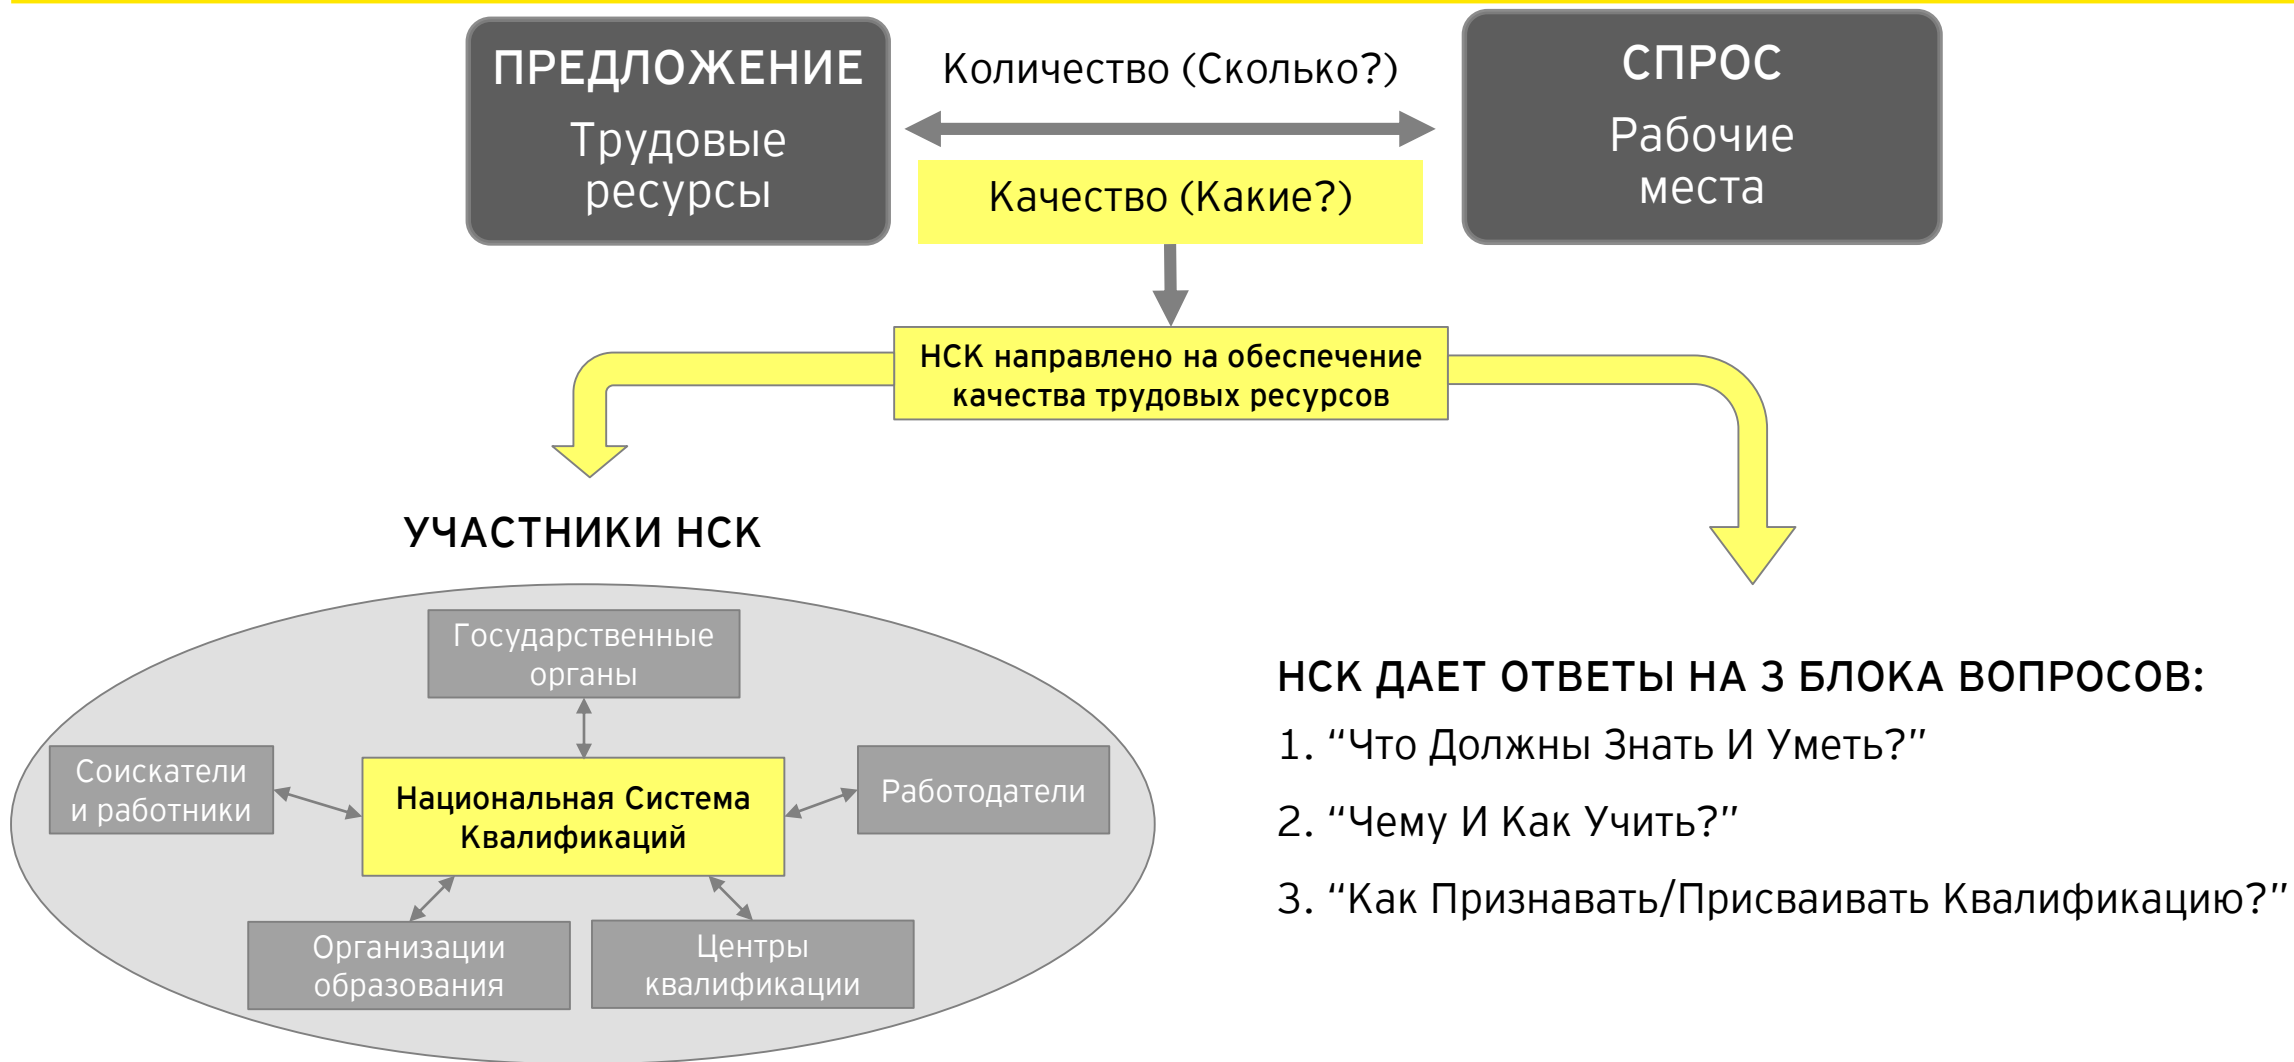 ПРЕДЛОЖЕНИЕ
Трудовые
ресурсы
Количество (Сколько?)
Качество (Какие?)
СПРОС
Рабочие
места
НСК направлено на обеспечение
качества трудовых ресурсов
УЧАСТНИКИ НСК
Государственные
органы
Соискатели
и работники
Национальная Система
Квалификаций
Работодатели
Организации
образования
Центры
квалификации
НСК ДАЕТ ОТВЕТЫ НА 3 БЛОКА ВОПРОСОВ:
1. “Что Должны Знать И Уметь?”
2. “Чему И Как Учить?”
3. “Как Признавать/Присваивать Квалификацию?”